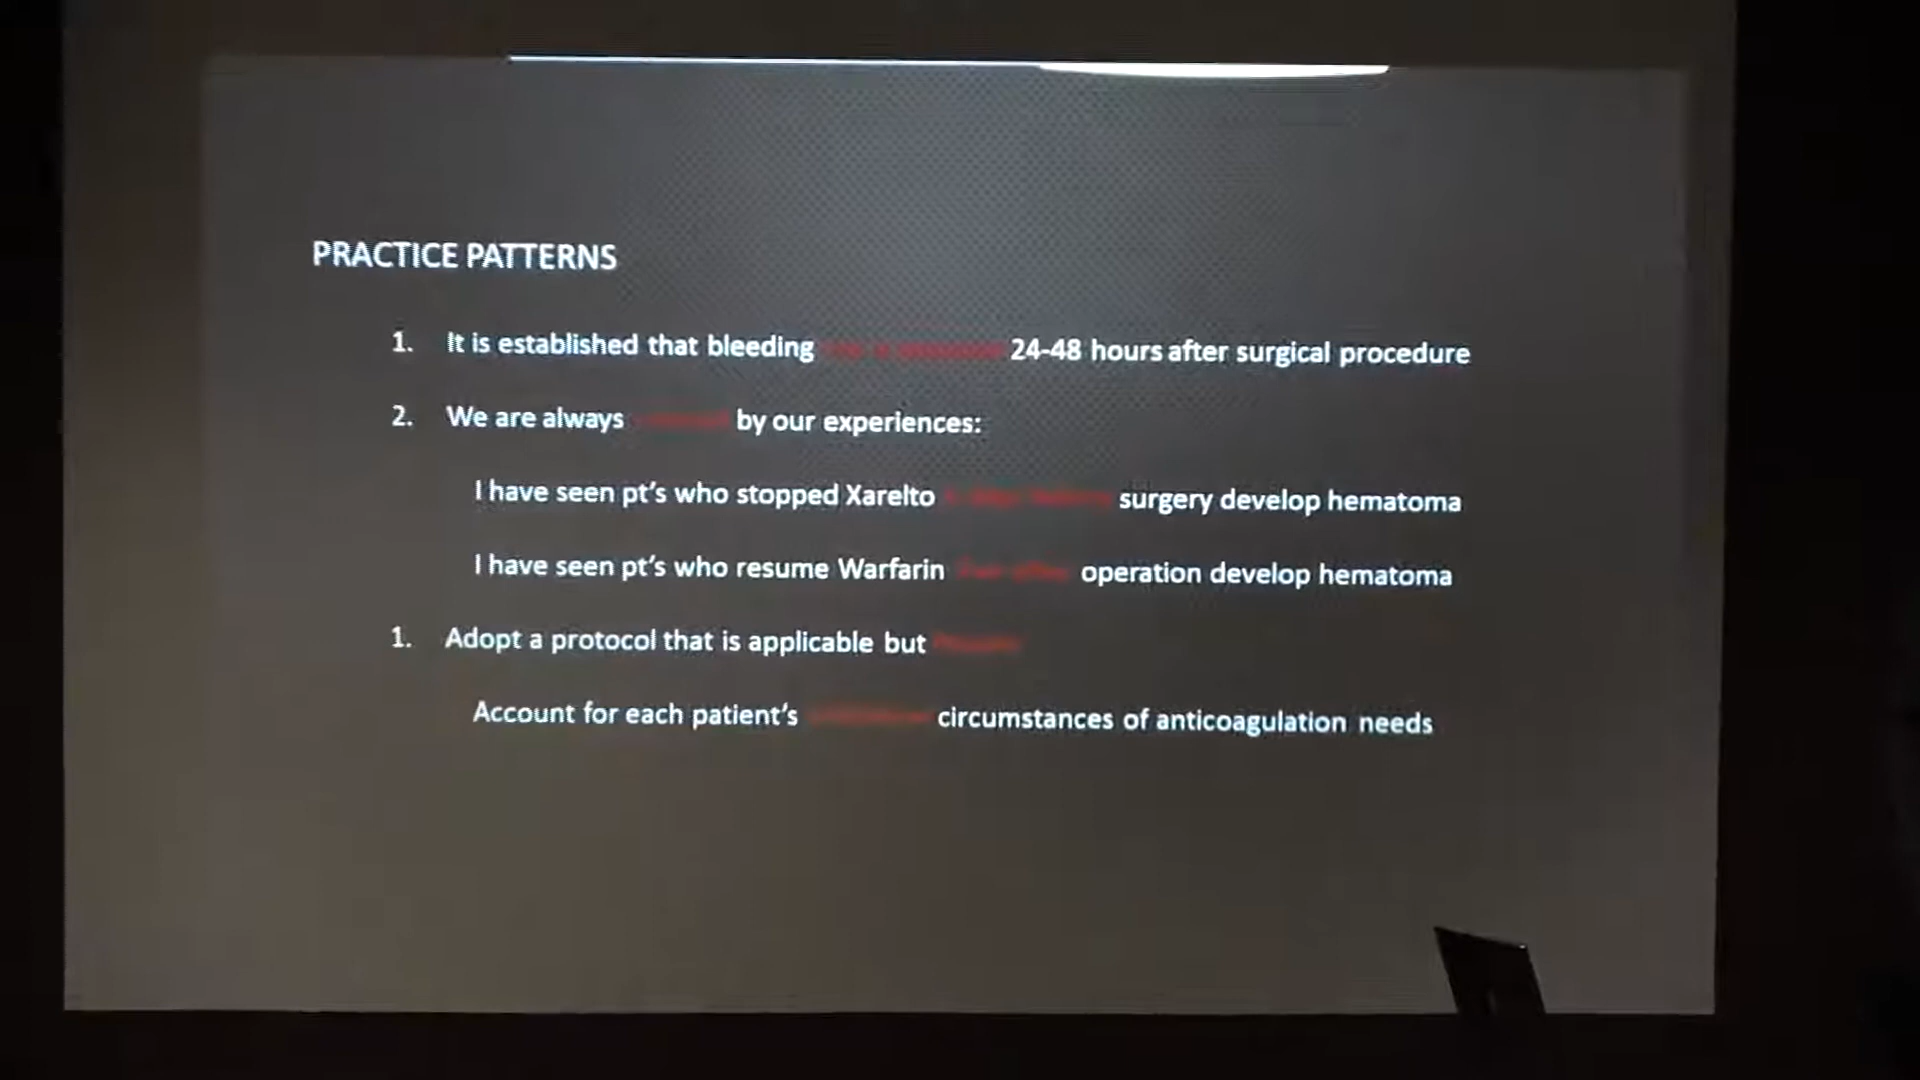 PRACTICE PATTERNS
1. It is established that bleeding 24-48 hours after surgical procedure
2. We are always by our experiences:
I have seen pt's who stopped Xarelto surgery develop hematoma
I have seen pt's who resume Warfarin operation develop hematoma
1. Adopt a protocol that is applicable but
Account for each patient's circumstances of anticoagulation needs